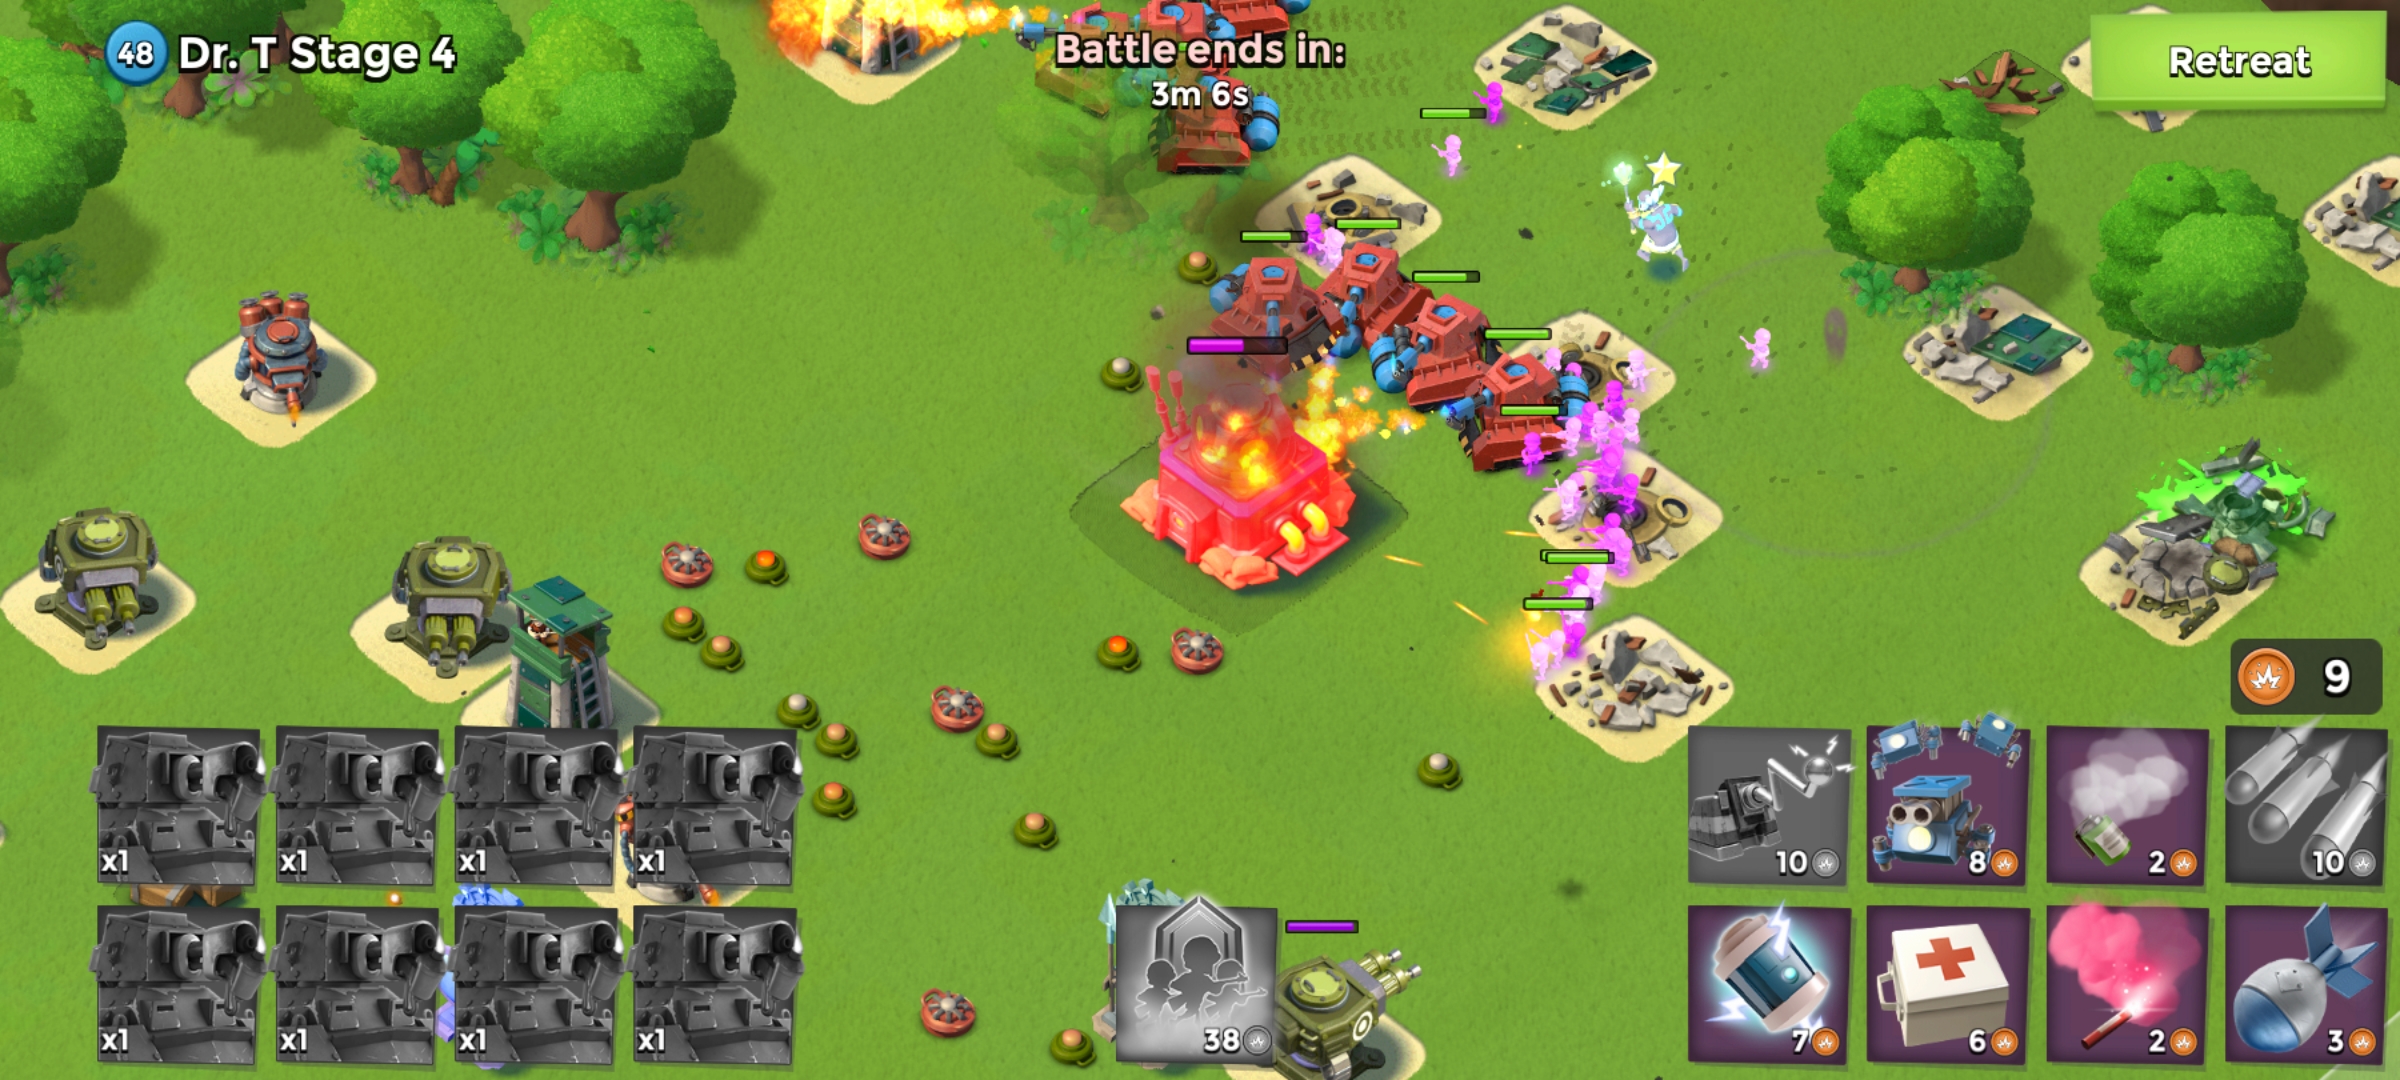 48 Dr. T Stage 4
Battle ends in:
3m 6s
Retreat
9
x1 x1 x1 x1
10 8 2 10
x1 x1 x1 x1
38
7 6 2 3